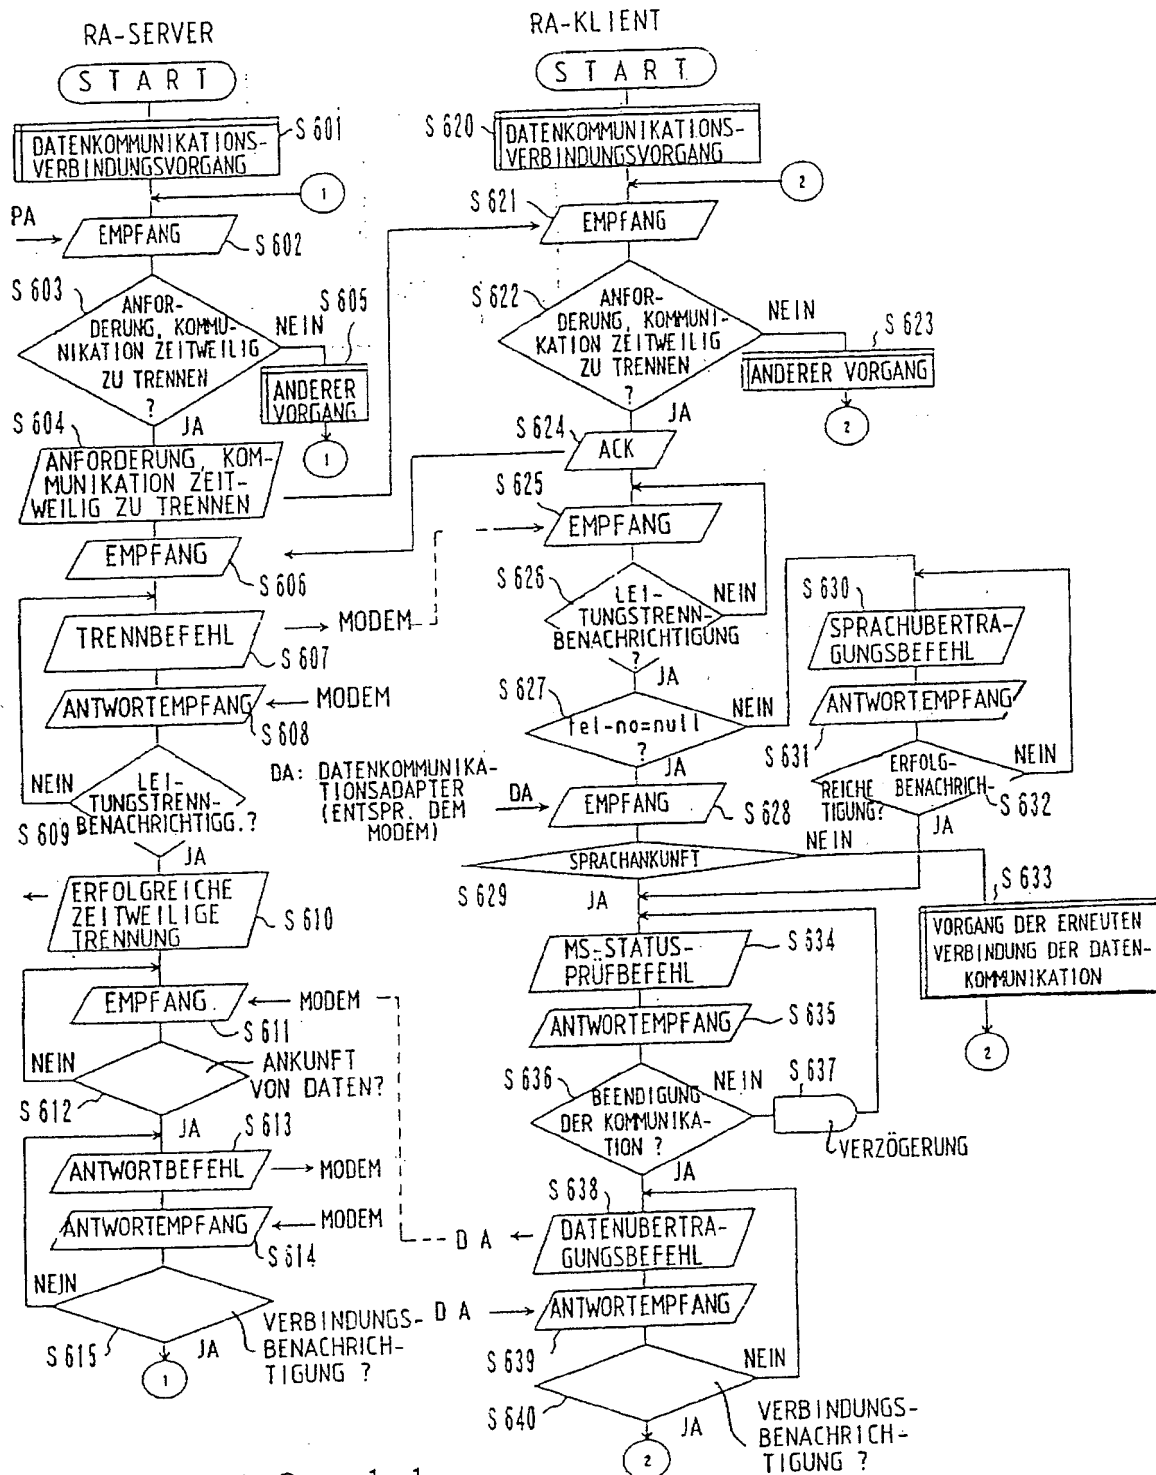 RA-SERVER
START
DATENKOMMUNIKATIONS-
VERBINDUNGSVORGANG
S 601
1
PA
EMPFANG
S 602
S 603
ANFOR-
DERUNG, KOMMU-
NIKATION ZEITWEILIG
ZU TRENNEN
?
NEIN
S 605
ANDERER
VORGANG
1
JA
S 604
ANFORDERUNG, KOM-
MUNIKATION ZEIT-
WEILIG ZU TRENNEN
EMPFANG
S 606
TRENNBEFEHL
MODEM
S 607
ANTWORTEMPFANG
MODEM
S 608
NEIN
LEI-
TUNGSTRENN-
BENACHRICHTIGG.?
S 609
JA
DA: DATENKOMMUNIKA-
TIONSADAPTER
(ENTSPR. DEM
MODEM)
ERFOLGREICHE
ZEITWEILIGE
TRENNUNG
S 610
EMPFANG
MODEM
S 611
NEIN
ANKUNFT
VON DATEN?
S 612
JA
S 613
ANTWORTBEFEHL
MODEM
ANTWORTEMPFANG
MODEM
S 614
NEIN
VERBINDUNGS-
BENACHRICH-
TIGUNG ?
S 615
JA
1
RA-KLIENT
START
S 620
DATENKOMMUNIKATIONS-
VERBINDUNGSVORGANG
2
S 621
EMPFANG
S 622
ANFOR-
DERUNG, KOMMUNI-
KATION ZEITWEILIG
ZU TRENNEN
?
NEIN
S 623
ANDERER VORGANG
2
JA
S 624
ACK
S 625
EMPFANG
S 626
LEI-
TUNGSTRENN-
BENACHRICHTIGUNG
?
NEIN
JA
S 627
Tel-no=null
?
NEIN
JA
DA
EMPFANG
S 628
SPRACHANKUNFT
NEIN
S 629
JA
S 630
SPRACHÜBERTRA-
GUNGSBEFEHL
ANTWORTEMPFANG
S 631
ERFOLG-
REICHE BENACHRICH-
TIGUNG?
NEIN
S 632
JA
S 633
VORGANG DER ERNEUTEN
VERBINDUNG DER DATEN-
KOMMUNIKATION
2
MS-STATUS-
PRÜFBEFEHL
S 634
ANTWORTEMPFANG
S 635
S 636
BEENDIGUNG
DER KOMMUNIKA-
TION ?
NEIN
S 637
VERZÖGERUNG
JA
S 638
DA
DATENÜBERTRA-
GUNGSBEFEHL
DA
ANTWORTEMPFANG
S 639
NEIN
S 640
JA
VERBINDUNGS-
BENACHRICH-
TIGUNG ?
2